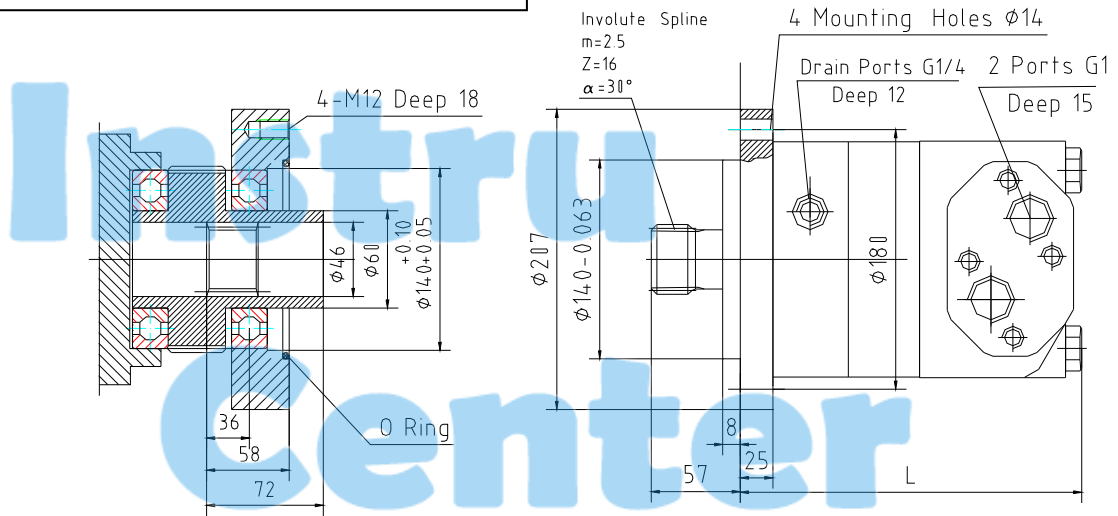 Involute Spline
m=2.5
Z=16
α=30°
4 Mounting Holes ϕ14
Drain Ports G1/4
Deep 12
2 Ports G1
Deep 15
4-M12 Deep 18
Instru
Center
ϕ46
ϕ60
+0.10
ϕ140+0.05
ϕ207
ϕ140-0.063
ϕ180
O Ring
36
58
72
8
25
57
L